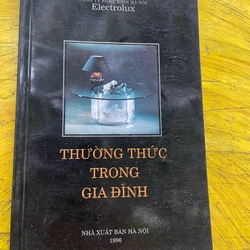 Electrolux
THƯỜNG THỨC
TRONG
GIA ĐÌNH
NHÀ XUẤT BẢN HÀ NỘI
1996